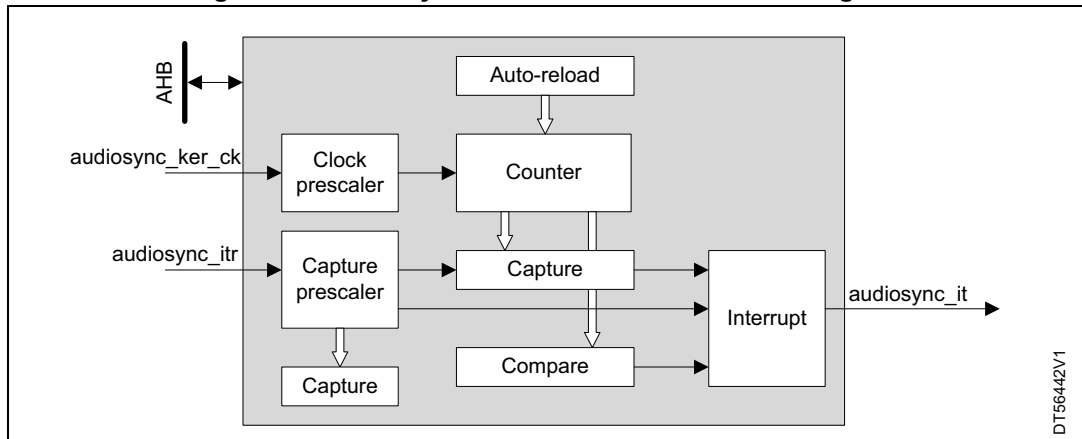 AHB
Auto-reload
audiosync_ker_ck
Clock
prescaler
Counter
audiosync_itr
Capture
prescaler
Capture
Interrupt
audiosync_it
Compare
Capture
DT56442V1